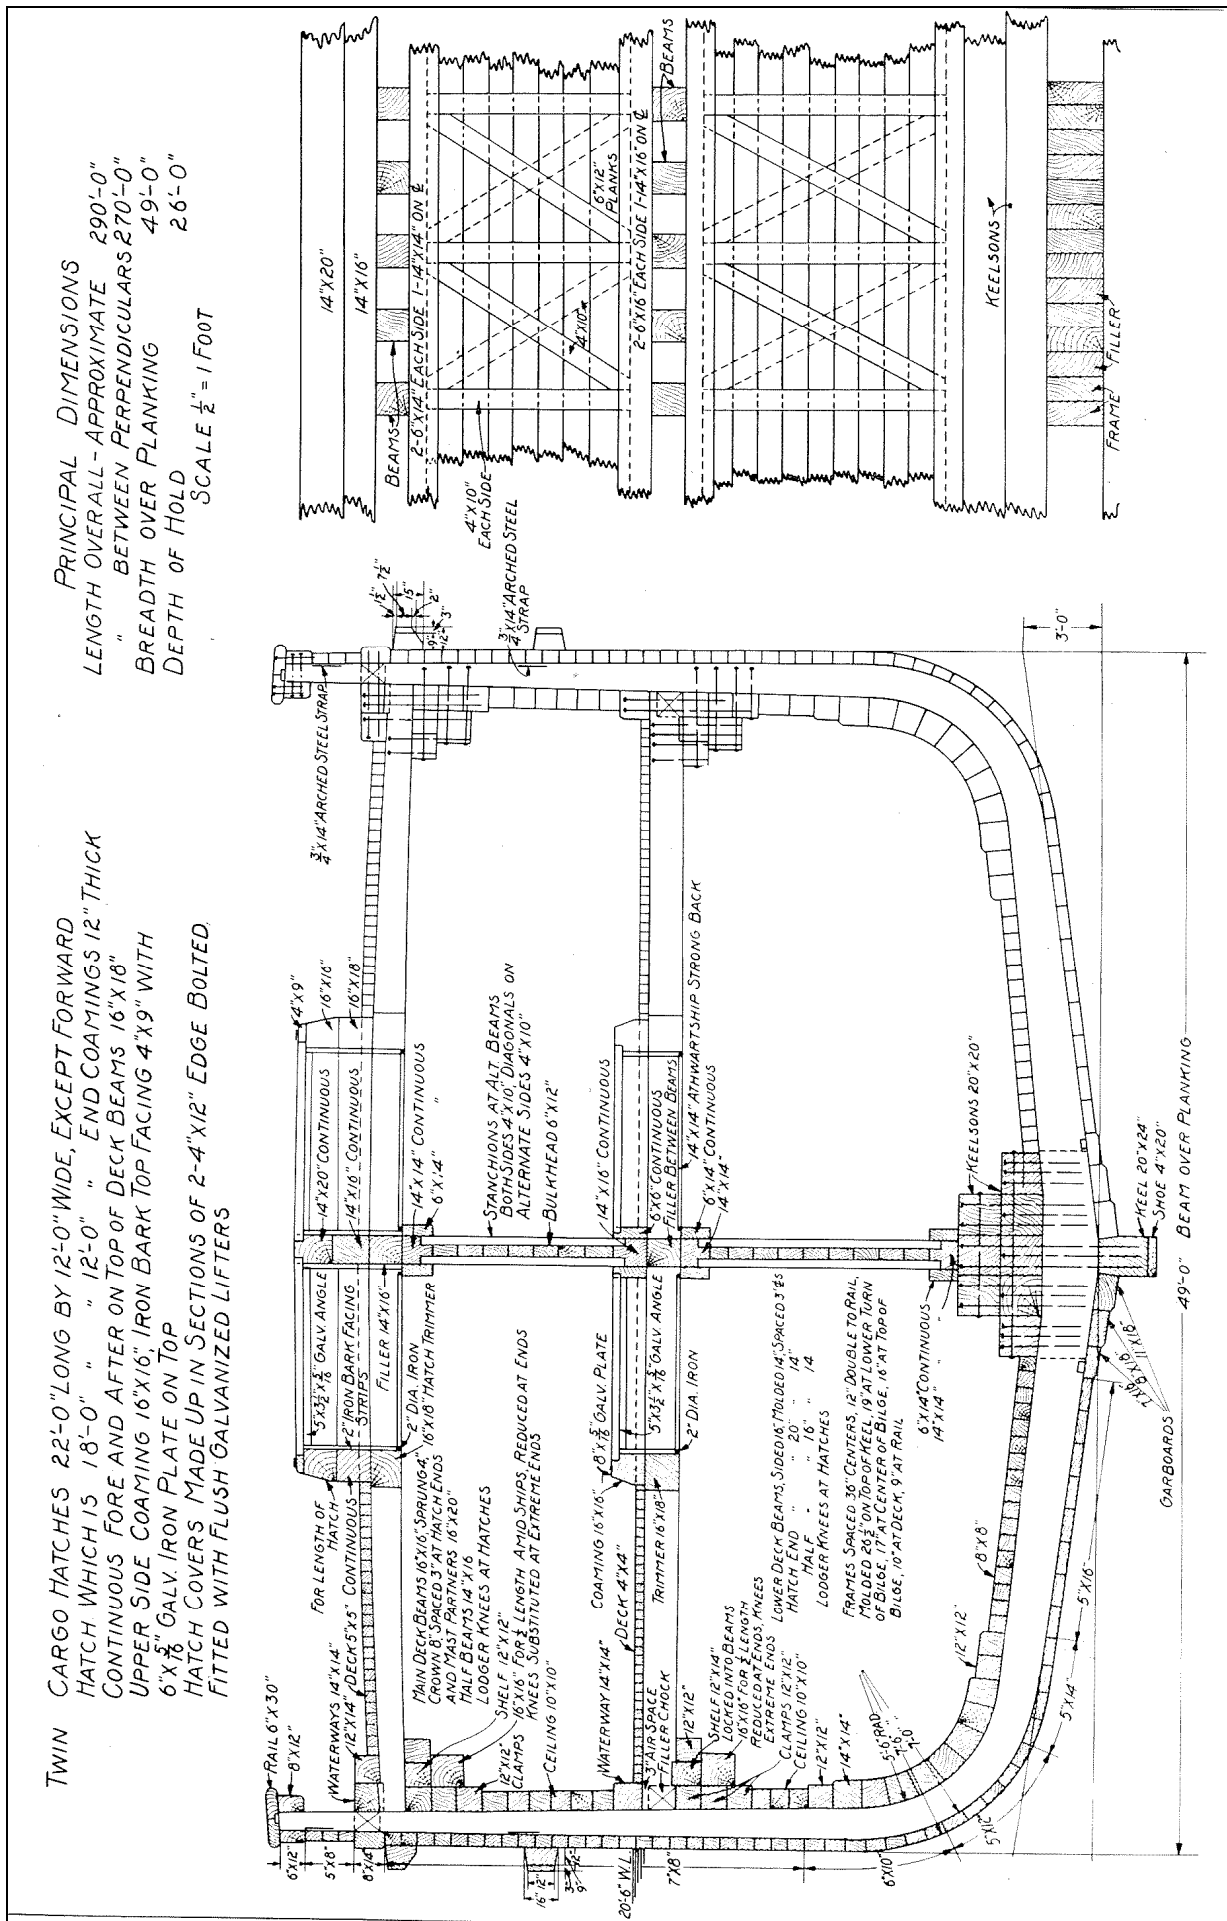 TWIN CARGO HATCHES 22'-0" LONG BY 12'-0" WIDE, EXCEPT FORWARD
HATCH WHICH IS 18'-0" " 12'-0" " END COAMINGS 12" THICK
CONTINUOUS FORE AND AFTER ON TOP OF DECK BEAMS 16"X18"
UPPER SIDE COAMING 16"X16", IRON BARK TOP FACING 4"X9" WITH
6"X5/16" GALV. IRON PLATE ON TOP
HATCH COVERS MADE UP IN SECTIONS OF 2-4"X12" EDGE BOLTED.
FITTED WITH FLUSH GALVANIZED LIFTERS
PRINCIPAL DIMENSIONS
LENGTH OVERALL-APPROXIMATE 290'-0"
" BETWEEN PERPENDICULARS 270'-0"
BREADTH OVER PLANKING 49'-0"
DEPTH OF HOLD 26'-0"
SCALE 1/2" = 1 FOOT
RAIL 6"X30"
8"X12"
WATERWAYS 14"X14"
12"X14"
DECK 5"X5" CONTINUOUS
FOR LENGTH OF
HATCH
5"X3 1/2"X5/16" GALV. ANGLE
2" IRON BARK FACING
STRIPS
FILLER 14"X16"
2" DIA. IRON
16"X18" HATCH TRIMMER
14"X20" CONTINUOUS
14"X16" CONTINUOUS
14"X14" CONTINUOUS
6"X14" "
4"X9"
16"X16"
16"X18"
3/4"X14" ARCHED STEEL STRAP
MAIN DECK BEAMS 16"X16" SPRUNG 4",
CROWN 8", SPACED 3" AT HATCH ENDS
AND MAST PARTNERS 16"X20"
HALF BEAMS 14"X16
LODGER KNEES AT HATCHES
SHELF 12"X12"
16"X16" FOR 1/2 LENGTH AMIDSHIPS, REDUCED AT ENDS
KNEES SUBSTITUTED AT EXTREME ENDS
12"X12"
CLAMPS
CEILING 10"X10"
STANCHIONS AT ALT. BEAMS
BOTH SIDES 4"X10", DIAGONALS ON
ALTERNATE SIDES 4"X10"
BULKHEAD 6"X12"
WATERWAY 14"X14"
DECK 4"X4"
COAMING 16"X16"
8"X5/16" GALV. PLATE
5"X3 1/2"X5/16" GALV. ANGLE
2" DIA. IRON
TRIMMER 16"X18"
14"X16" CONTINUOUS
6"X6" CONTINUOUS
FILLER BETWEEN BEAMS
14"X14" ATHWARTSHIP STRONG BACK
6"X14" CONTINUOUS
14"X14"
3" AIR SPACE
FILLER CHOCK
12"X12"
SHELF 12"X14"
LOCKED INTO BEAMS
16"X16" FOR 1/2 LENGTH
REDUCED AT ENDS, KNEES
EXTREME ENDS
CLAMPS 12"X12"
CEILING 10"X10"
12"X12"
14"X14"
LOWER DECK BEAMS, SIDED 16" MOLDED 14", SPACED
HATCH END " 20" " 14"
HALF " 16" " 14
LODGER KNEES AT HATCHES
FRAMES SPACED 36" CENTERS, 12" DOUBLE TO RAIL,
MOLDED 26 1/2" ON TOP OF KEEL, 19" AT LOWER TURN
OF BILGE, 17" AT CENTER OF BILGE, 16" AT TOP OF
BILGE, 10" AT DECK, 9" AT RAIL
6"X14" CONTINUOUS
14"X14" "
KEELSONS 20"X20"
5'-6" RAD
7'-6"
12"X12"
8"X8"
6"X12"
5"X8"
8"X14"
16"
12"
3"
9"
12"
20'-6" W.L.
7"X8"
6"X10"
5"X12"
5"X14"
5"X16"
GARBOARDS
KEEL 20"X24"
SHOE 4"X20"
49'-0" BEAM OVER PLANKING
3'-0"
1 1/2"
7 1/2"
15"
2"
3"
9"
12"
3/4"X14" ARCHED STEEL
STRAP
14"X20"
14"X16"
BEAMS
2-6"X14" EACH SIDE 1-14"X14" ON ℄
4"X10"
EACH SIDE
4"X10"
6"X12"
PLANKS
BEAMS
2-6"X16" EACH SIDE 1-14"X16" ON ℄
KEELSONS
FRAME
FILLER